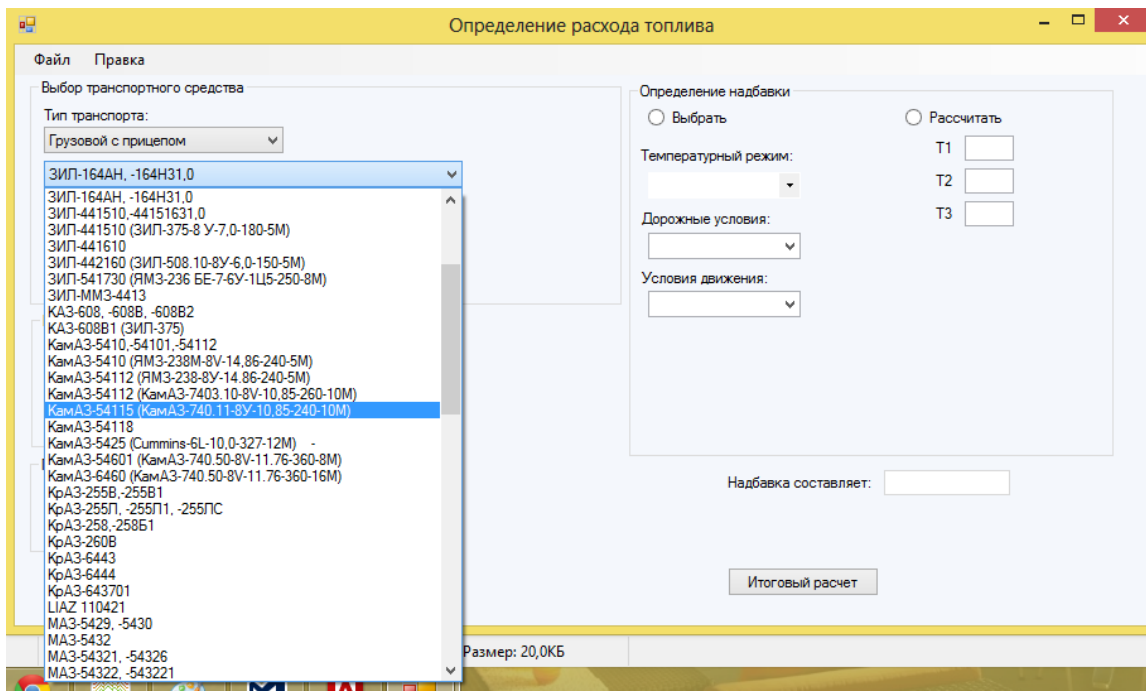 Определение расхода топлива
Файл Правка
Выбор транспортного средства
Тип транспорта:
Грузовой с прицепом
ЗИЛ-164АН, -164Н31,0
ЗИЛ-164АН, -164Н31,0
ЗИЛ-441510,-44151631,0
ЗИЛ-441510 (ЗИЛ-375-8 У-7,0-180-5М)
ЗИЛ-441610
ЗИЛ-442160 (ЗИЛ-508.10-8У-6,0-150-5М)
ЗИЛ-541730 (ЯМЗ-236 БЕ-7-6У-1Ц5-250-8М)
ЗИЛ-ММЗ-4413
КАЗ-608, -608В, -608В2
КАЗ-608В1 (ЗИЛ-375)
КамАЗ-5410,-54101,-54112
КамАЗ-5410 (ЯМЗ-238М-8V-14,86-240-5М)
КамАЗ-54112 (ЯМЗ-238-8У-14.86-240-5М)
КамАЗ-54112 (КамАЗ-7403.10-8V-10,85-260-10М)
КамАЗ-54115 (КамАЗ-740.11-8У-10,85-240-10М)
КамАЗ-54118
КамАЗ-5425 (Cummins-6L-10,0-327-12М) -
КамАЗ-54601 (КамАЗ-740.50-8V-11.76-360-8М)
КамАЗ-6460 (КамАЗ-740.50-8V-11.76-360-16М)
КрАЗ-255В,-255В1
КрАЗ-255Л, -255Л1, -255ЛС
КрАЗ-258,-258Б1
КрАЗ-260В
КрАЗ-6443
КрАЗ-6444
КрАЗ-643701
LIAZ 110421
МАЗ-5429, -5430
МАЗ-5432
МАЗ-54321, -54326
МАЗ-54322, -543221
Определение надбавки
Выбрать
Рассчитать
Температурный режим:
Т1
Т2
Т3
Дорожные условия:
Условия движения:
Надбавка составляет:
Итоговый расчет
Размер: 20,0КБ